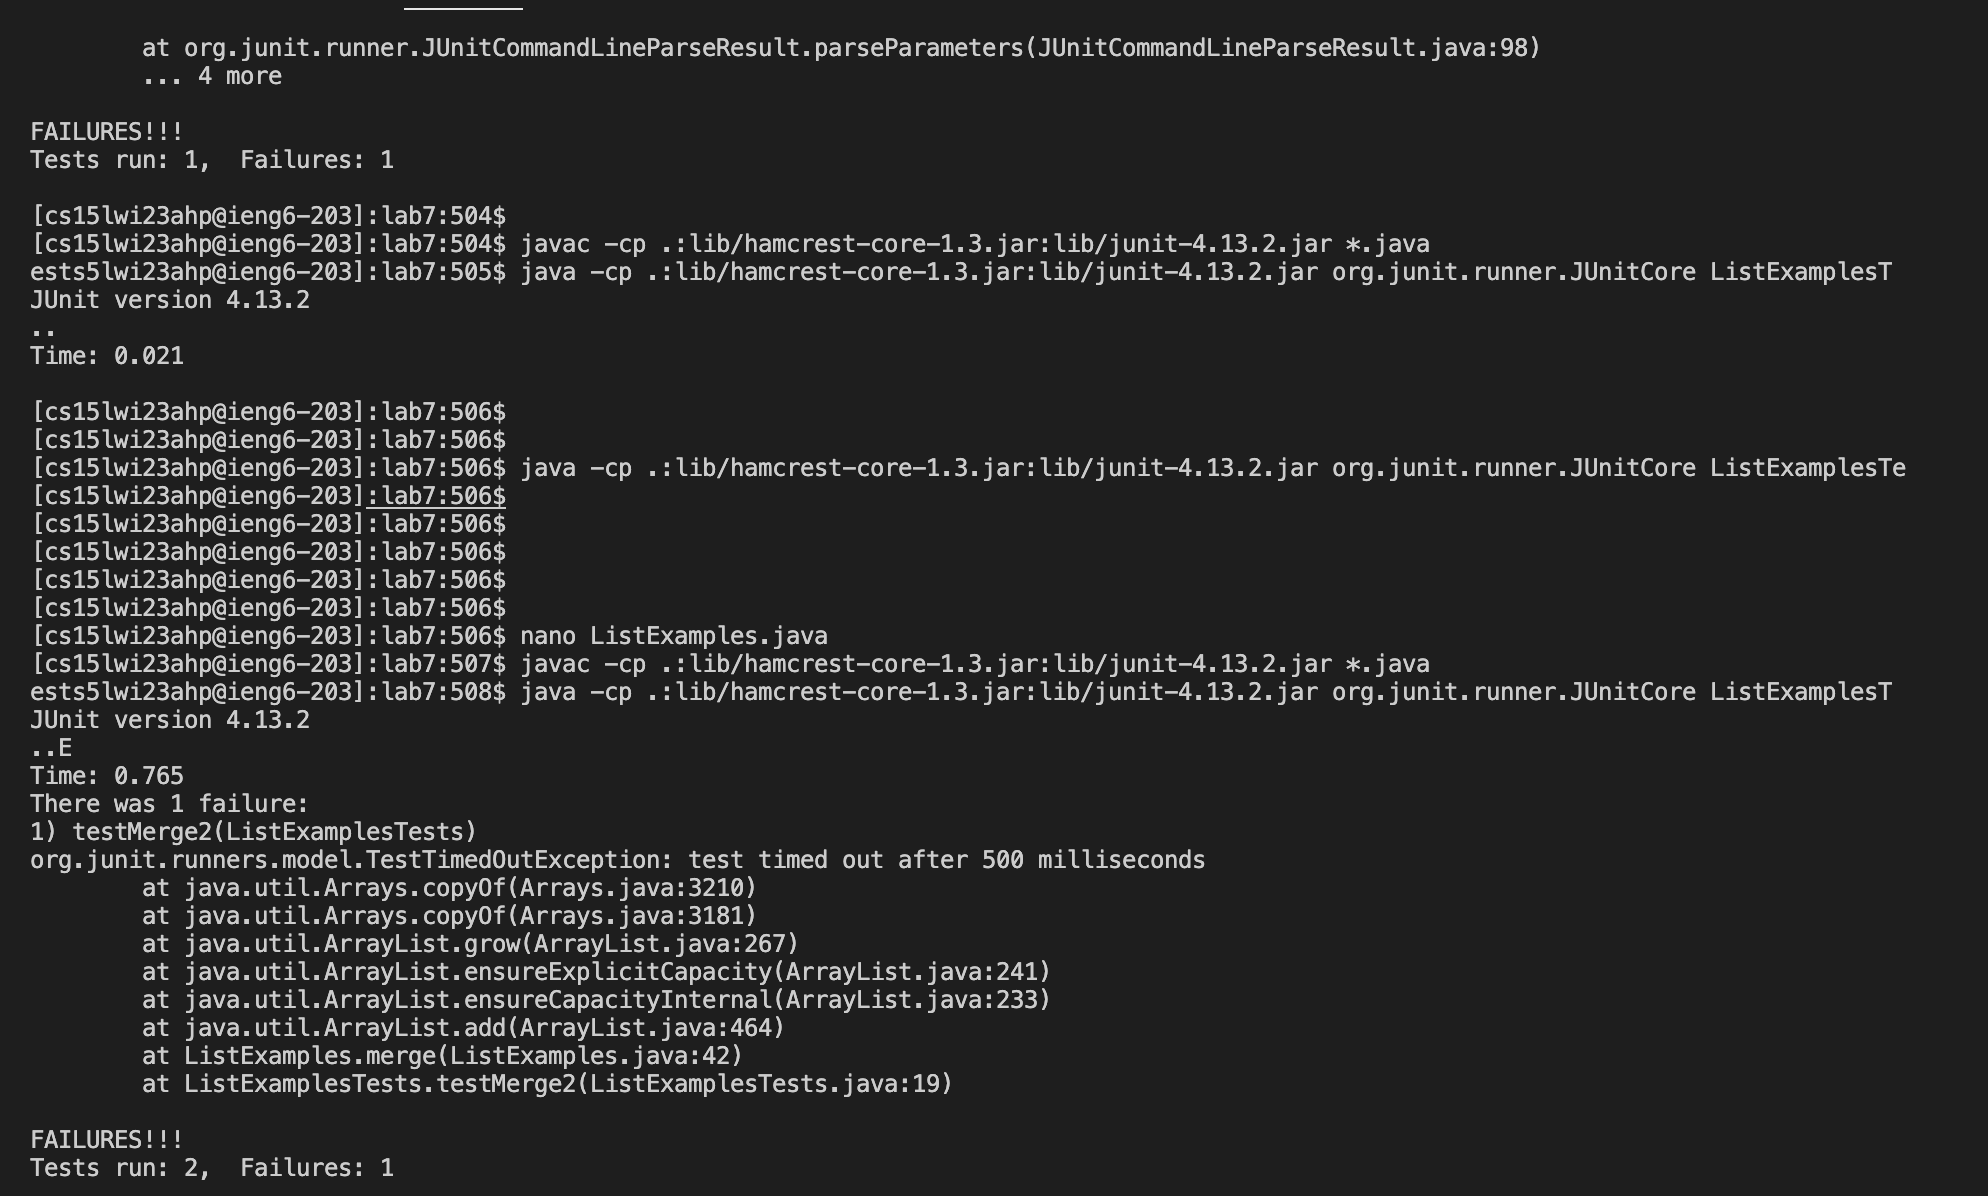 at org.junit.runner.JUnitCommandLineParseResult.parseParameters(JUnitCommandLineParseResult.java:98)
... 4 more
FAILURES!!!
Tests run: 1,  Failures: 1
[cs15lwi23ahp@ieng6-203]:lab7:504$
[cs15lwi23ahp@ieng6-203]:lab7:504$ javac -cp .:lib/hamcrest-core-1.3.jar:lib/junit-4.13.2.jar *.java
ests5lwi23ahp@ieng6-203]:lab7:505$ java -cp .:lib/hamcrest-core-1.3.jar:lib/junit-4.13.2.jar org.junit.runner.JUnitCore ListExamplesT
JUnit version 4.13.2
..
Time: 0.021
[cs15lwi23ahp@ieng6-203]:lab7:506$
[cs15lwi23ahp@ieng6-203]:lab7:506$
[cs15lwi23ahp@ieng6-203]:lab7:506$ java -cp .:lib/hamcrest-core-1.3.jar:lib/junit-4.13.2.jar org.junit.runner.JUnitCore ListExamplesTe
[cs15lwi23ahp@ieng6-203]:lab7:506$
[cs15lwi23ahp@ieng6-203]:lab7:506$
[cs15lwi23ahp@ieng6-203]:lab7:506$
[cs15lwi23ahp@ieng6-203]:lab7:506$
[cs15lwi23ahp@ieng6-203]:lab7:506$
[cs15lwi23ahp@ieng6-203]:lab7:506$ nano ListExamples.java
[cs15lwi23ahp@ieng6-203]:lab7:507$ javac -cp .:lib/hamcrest-core-1.3.jar:lib/junit-4.13.2.jar *.java
ests5lwi23ahp@ieng6-203]:lab7:508$ java -cp .:lib/hamcrest-core-1.3.jar:lib/junit-4.13.2.jar org.junit.runner.JUnitCore ListExamplesT
JUnit version 4.13.2
..E
Time: 0.765
There was 1 failure:
1) testMerge2(ListExamplesTests)
org.junit.runners.model.TestTimedOutException: test timed out after 500 milliseconds
at java.util.Arrays.copyOf(Arrays.java:3210)
at java.util.Arrays.copyOf(Arrays.java:3181)
at java.util.ArrayList.grow(ArrayList.java:267)
at java.util.ArrayList.ensureExplicitCapacity(ArrayList.java:241)
at java.util.ArrayList.ensureCapacityInternal(ArrayList.java:233)
at java.util.ArrayList.add(ArrayList.java:464)
at ListExamples.merge(ListExamples.java:42)
at ListExamplesTests.testMerge2(ListExamplesTests.java:19)
FAILURES!!!
Tests run: 2,  Failures: 1